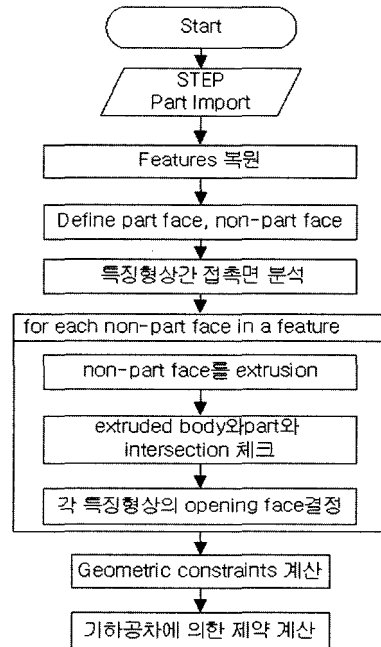 Start
STEP
Part Import
Features 복원
Define part face, non-part face
특징형상간 접촉면 분석
for each non-part face in a feature
non-part face를 extrusion
extruded body와part와
intersection 체크
각 특징형상의 opening face결정
Geometric constraints 계산
기하공차에 의한 제약 계산